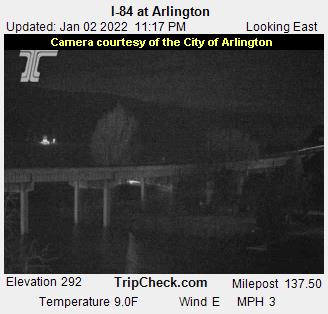 I-84 at Arlington
Updated: Jan 02 2022 11:17 PM Looking East
Camera courtesy of the City of Arlington
Elevation 292 TripCheck.com Milepost 137.50
Temperature 9.0F Wind E MPH 3